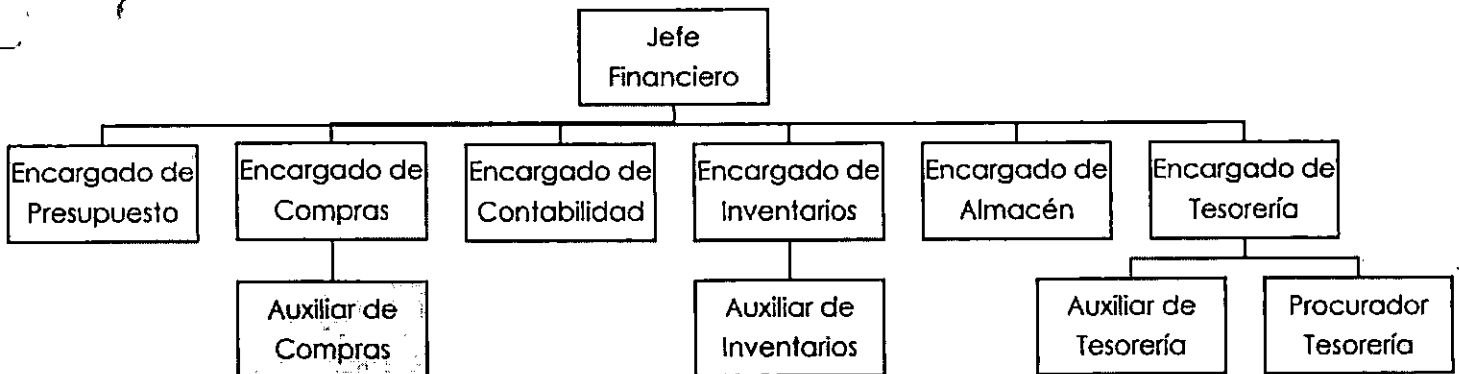 Jefe
Financiero
Encargado de
Presupuesto
Encargado de
Compras
Encargado de
Contabilidad
Encargado de
Inventarios
Encargado de
Almacén
Encargado de
Tesorería
Auxiliar de
Compras
Auxiliar de
Inventarios
Auxiliar de
Tesorería
Procurador
Tesorería